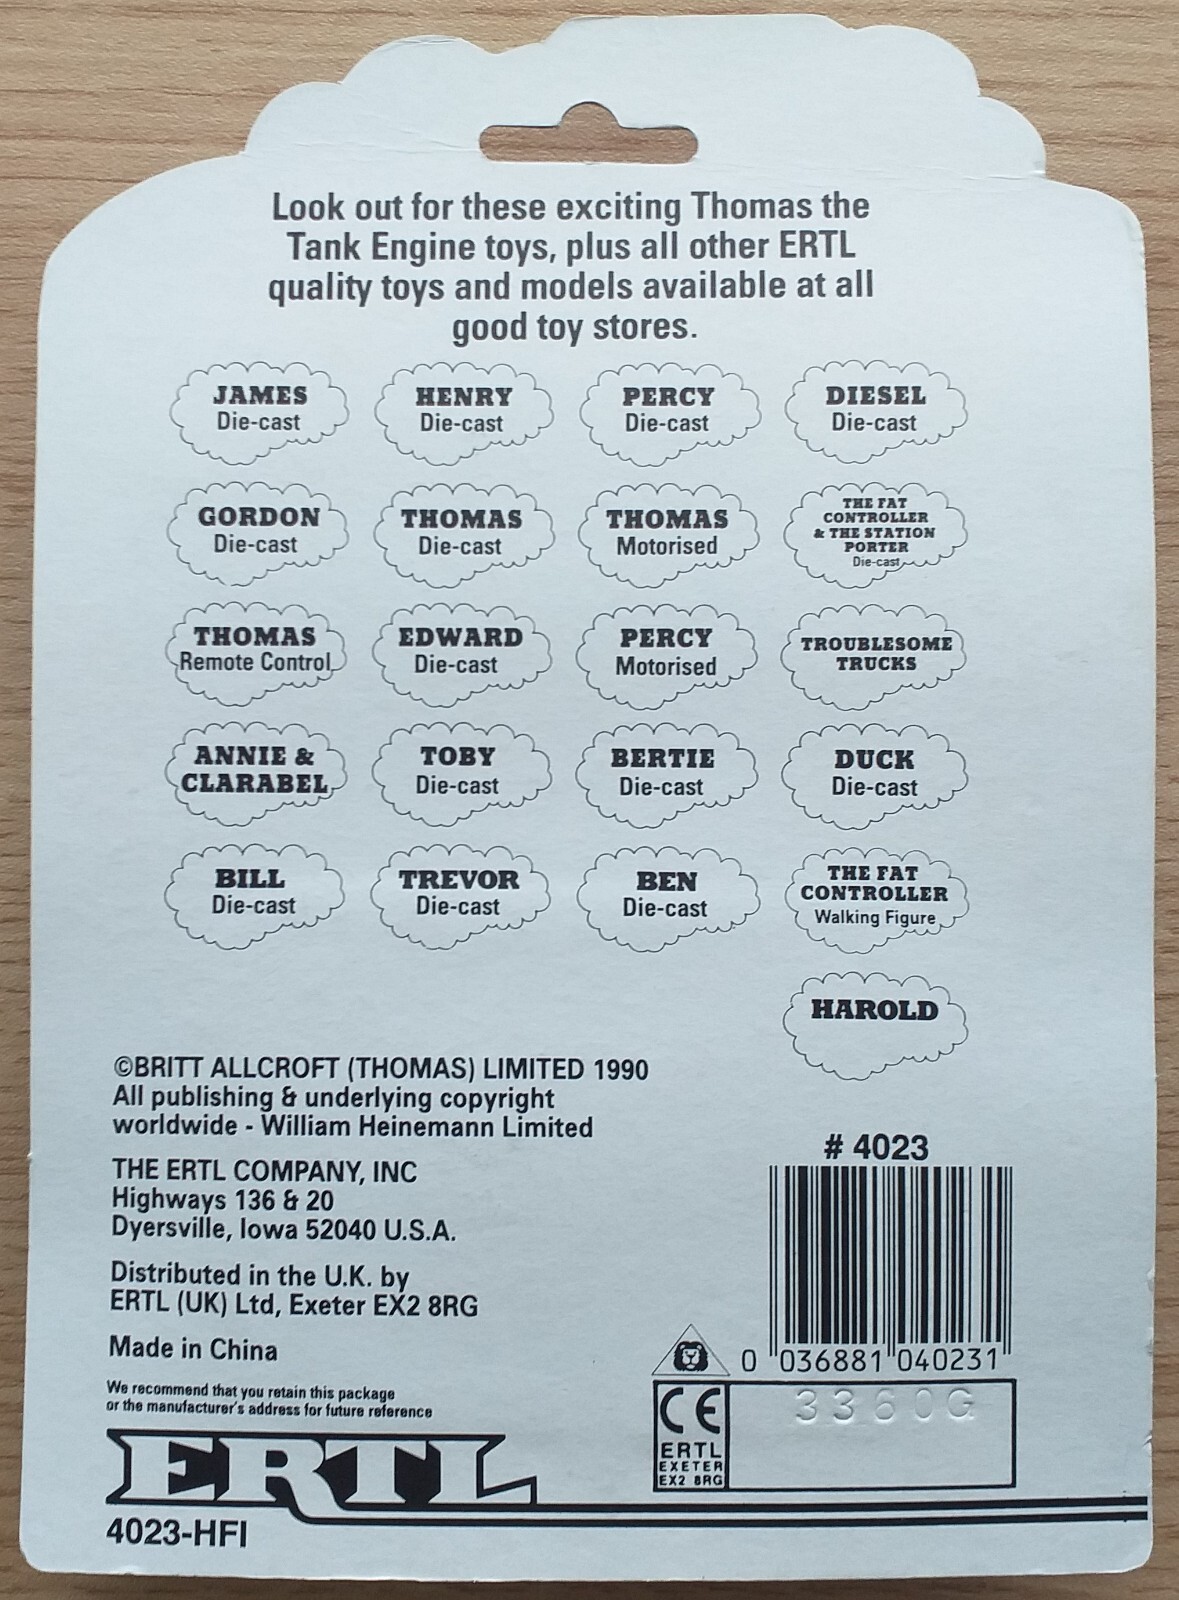 Look out for these exciting Thomas the
Tank Engine toys, plus all other ERTL
quality toys and models available at all
good toy stores.
JAMES
Die-cast
HENRY
Die-cast
PERCY
Die-cast
DIESEL
Die-cast
GORDON
Die-cast
THOMAS
Die-cast
THOMAS
Motorised
THE FAT
CONTROLLER
& THE STATION
PORTER
Die-cast
THOMAS
Remote Control
EDWARD
Die-cast
PERCY
Motorised
TROUBLESOME
TRUCKS
ANNIE &
CLARABEL
TOBY
Die-cast
BERTIE
Die-cast
DUCK
Die-cast
BILL
Die-cast
TREVOR
Die-cast
BEN
Die-cast
THE FAT
CONTROLLER
Walking Figure
HAROLD
©BRITT ALLCROFT (THOMAS) LIMITED 1990
All publishing & underlying copyright
worldwide - William Heinemann Limited
THE ERTL COMPANY, INC
Highways 136 & 20
Dyersville, Iowa 52040 U.S.A.
Distributed in the U.K. by
ERTL (UK) Ltd, Exeter EX2 8RG
Made in China
We recommend that you retain this package
or the manufacturer's address for future reference
ERTL
4023-HFI
# 4023
0 036881 040231
CE
ERTL
EXETER
EX2 8RG
3360G